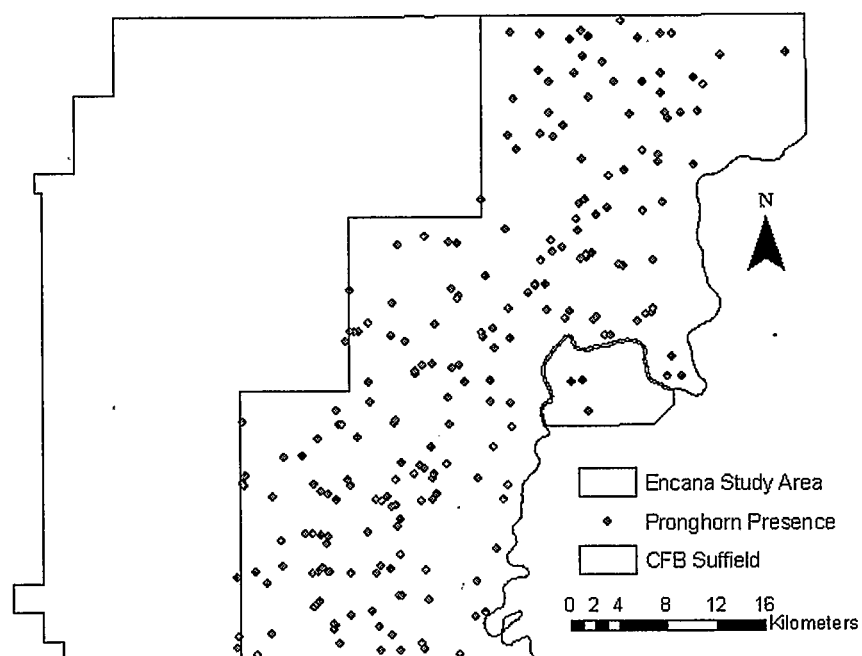 N
Encana Study Area
Pronghorn Presence
CFB Suffield
0 2 4 8 12 16
Kilometers